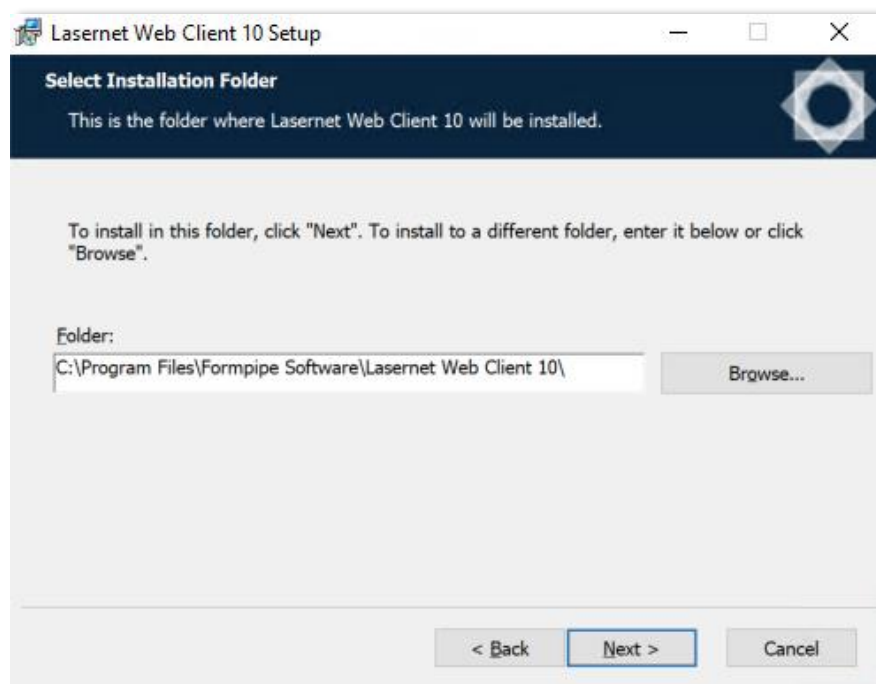 Lasernet Web Client 10 Setup
Select Installation Folder
This is the folder where Lasernet Web Client 10 will be installed.
To install in this folder, click "Next". To install to a different folder, enter it below or click
"Browse".
Folder:
C:\Program Files\Formpipe Software\Lasernet Web Client 10\
Browse...
< Back
Next >
Cancel